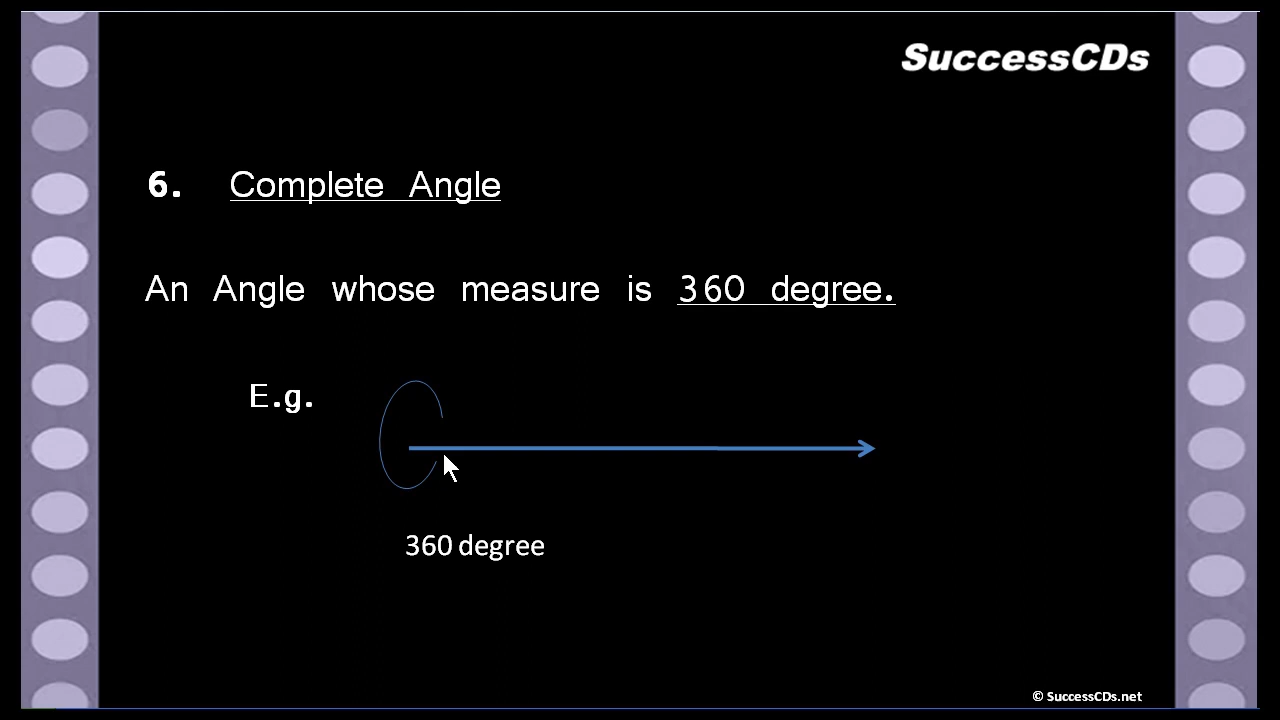 SuccessCDs
6. Complete Angle
An Angle whose measure is 360 degree.
E.g.
360 degree
© SuccessCDs.net